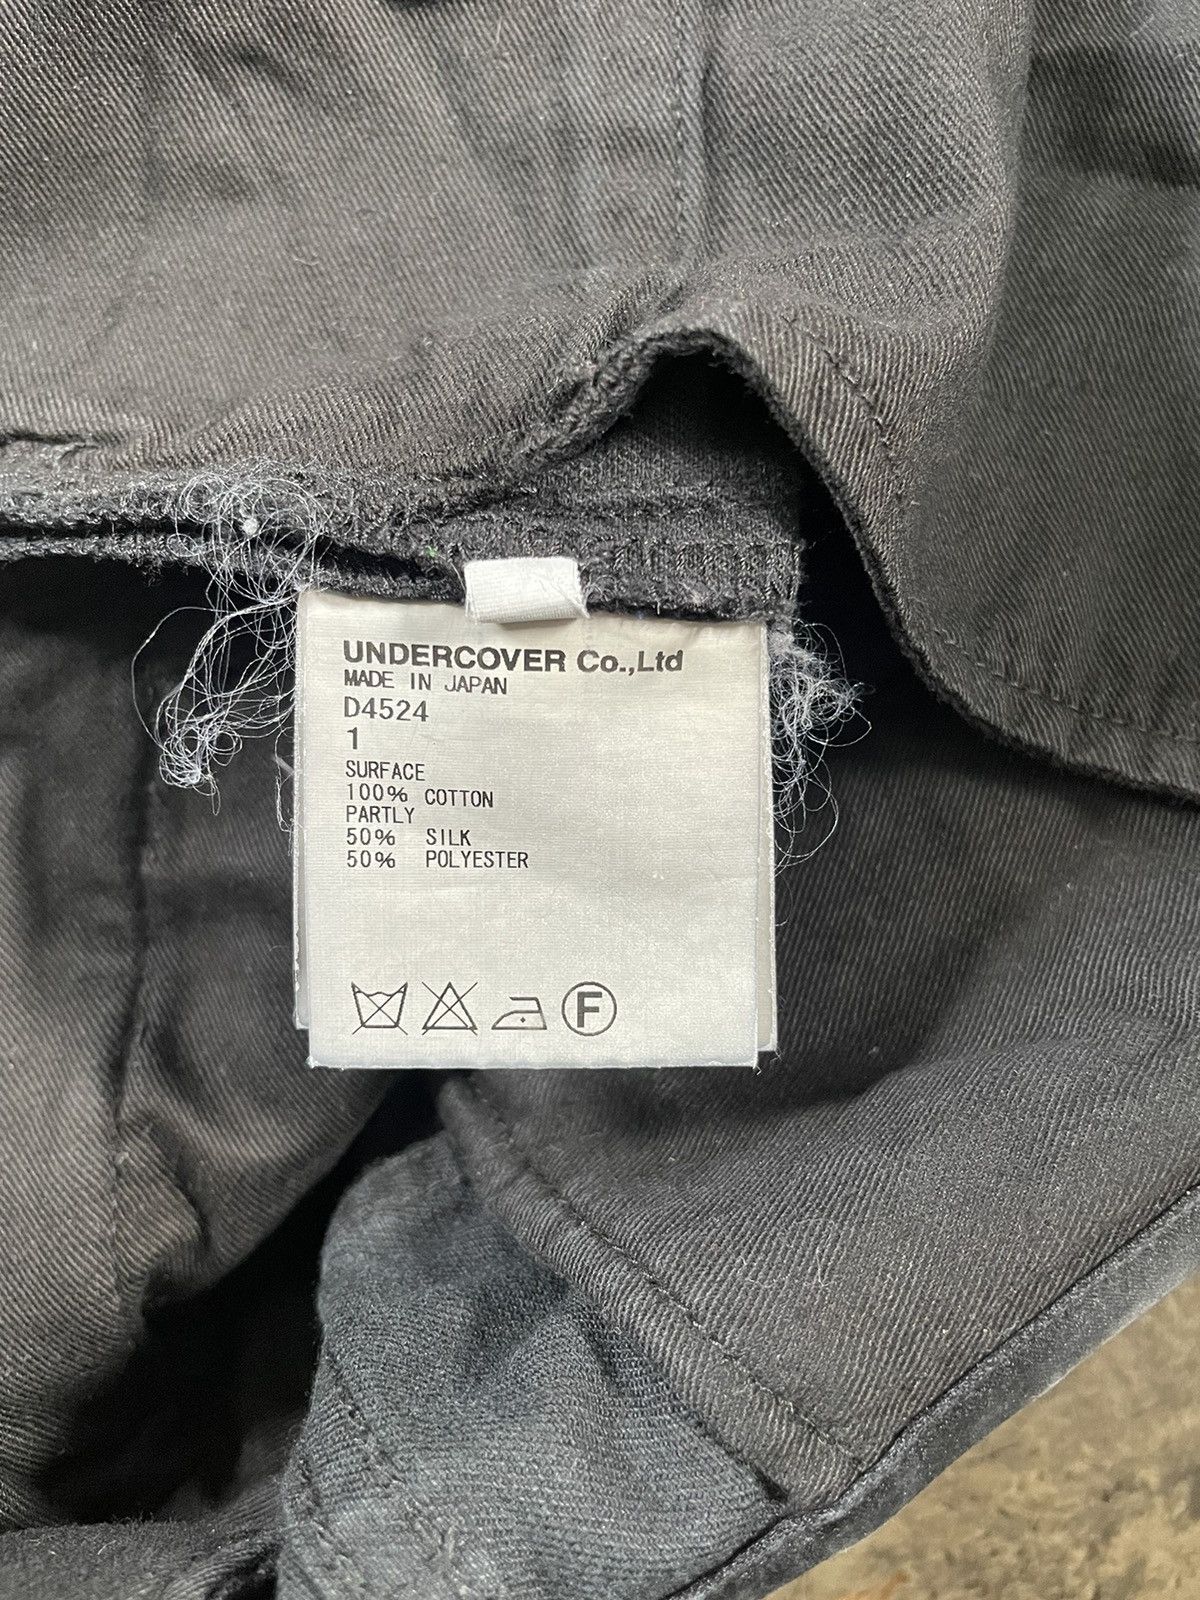 UNDERCOVER Co.,Ltd
MADE IN JAPAN
D4524
1
SURFACE
100% COTTON
PARTLY
50% SILK
50% POLYESTER
F